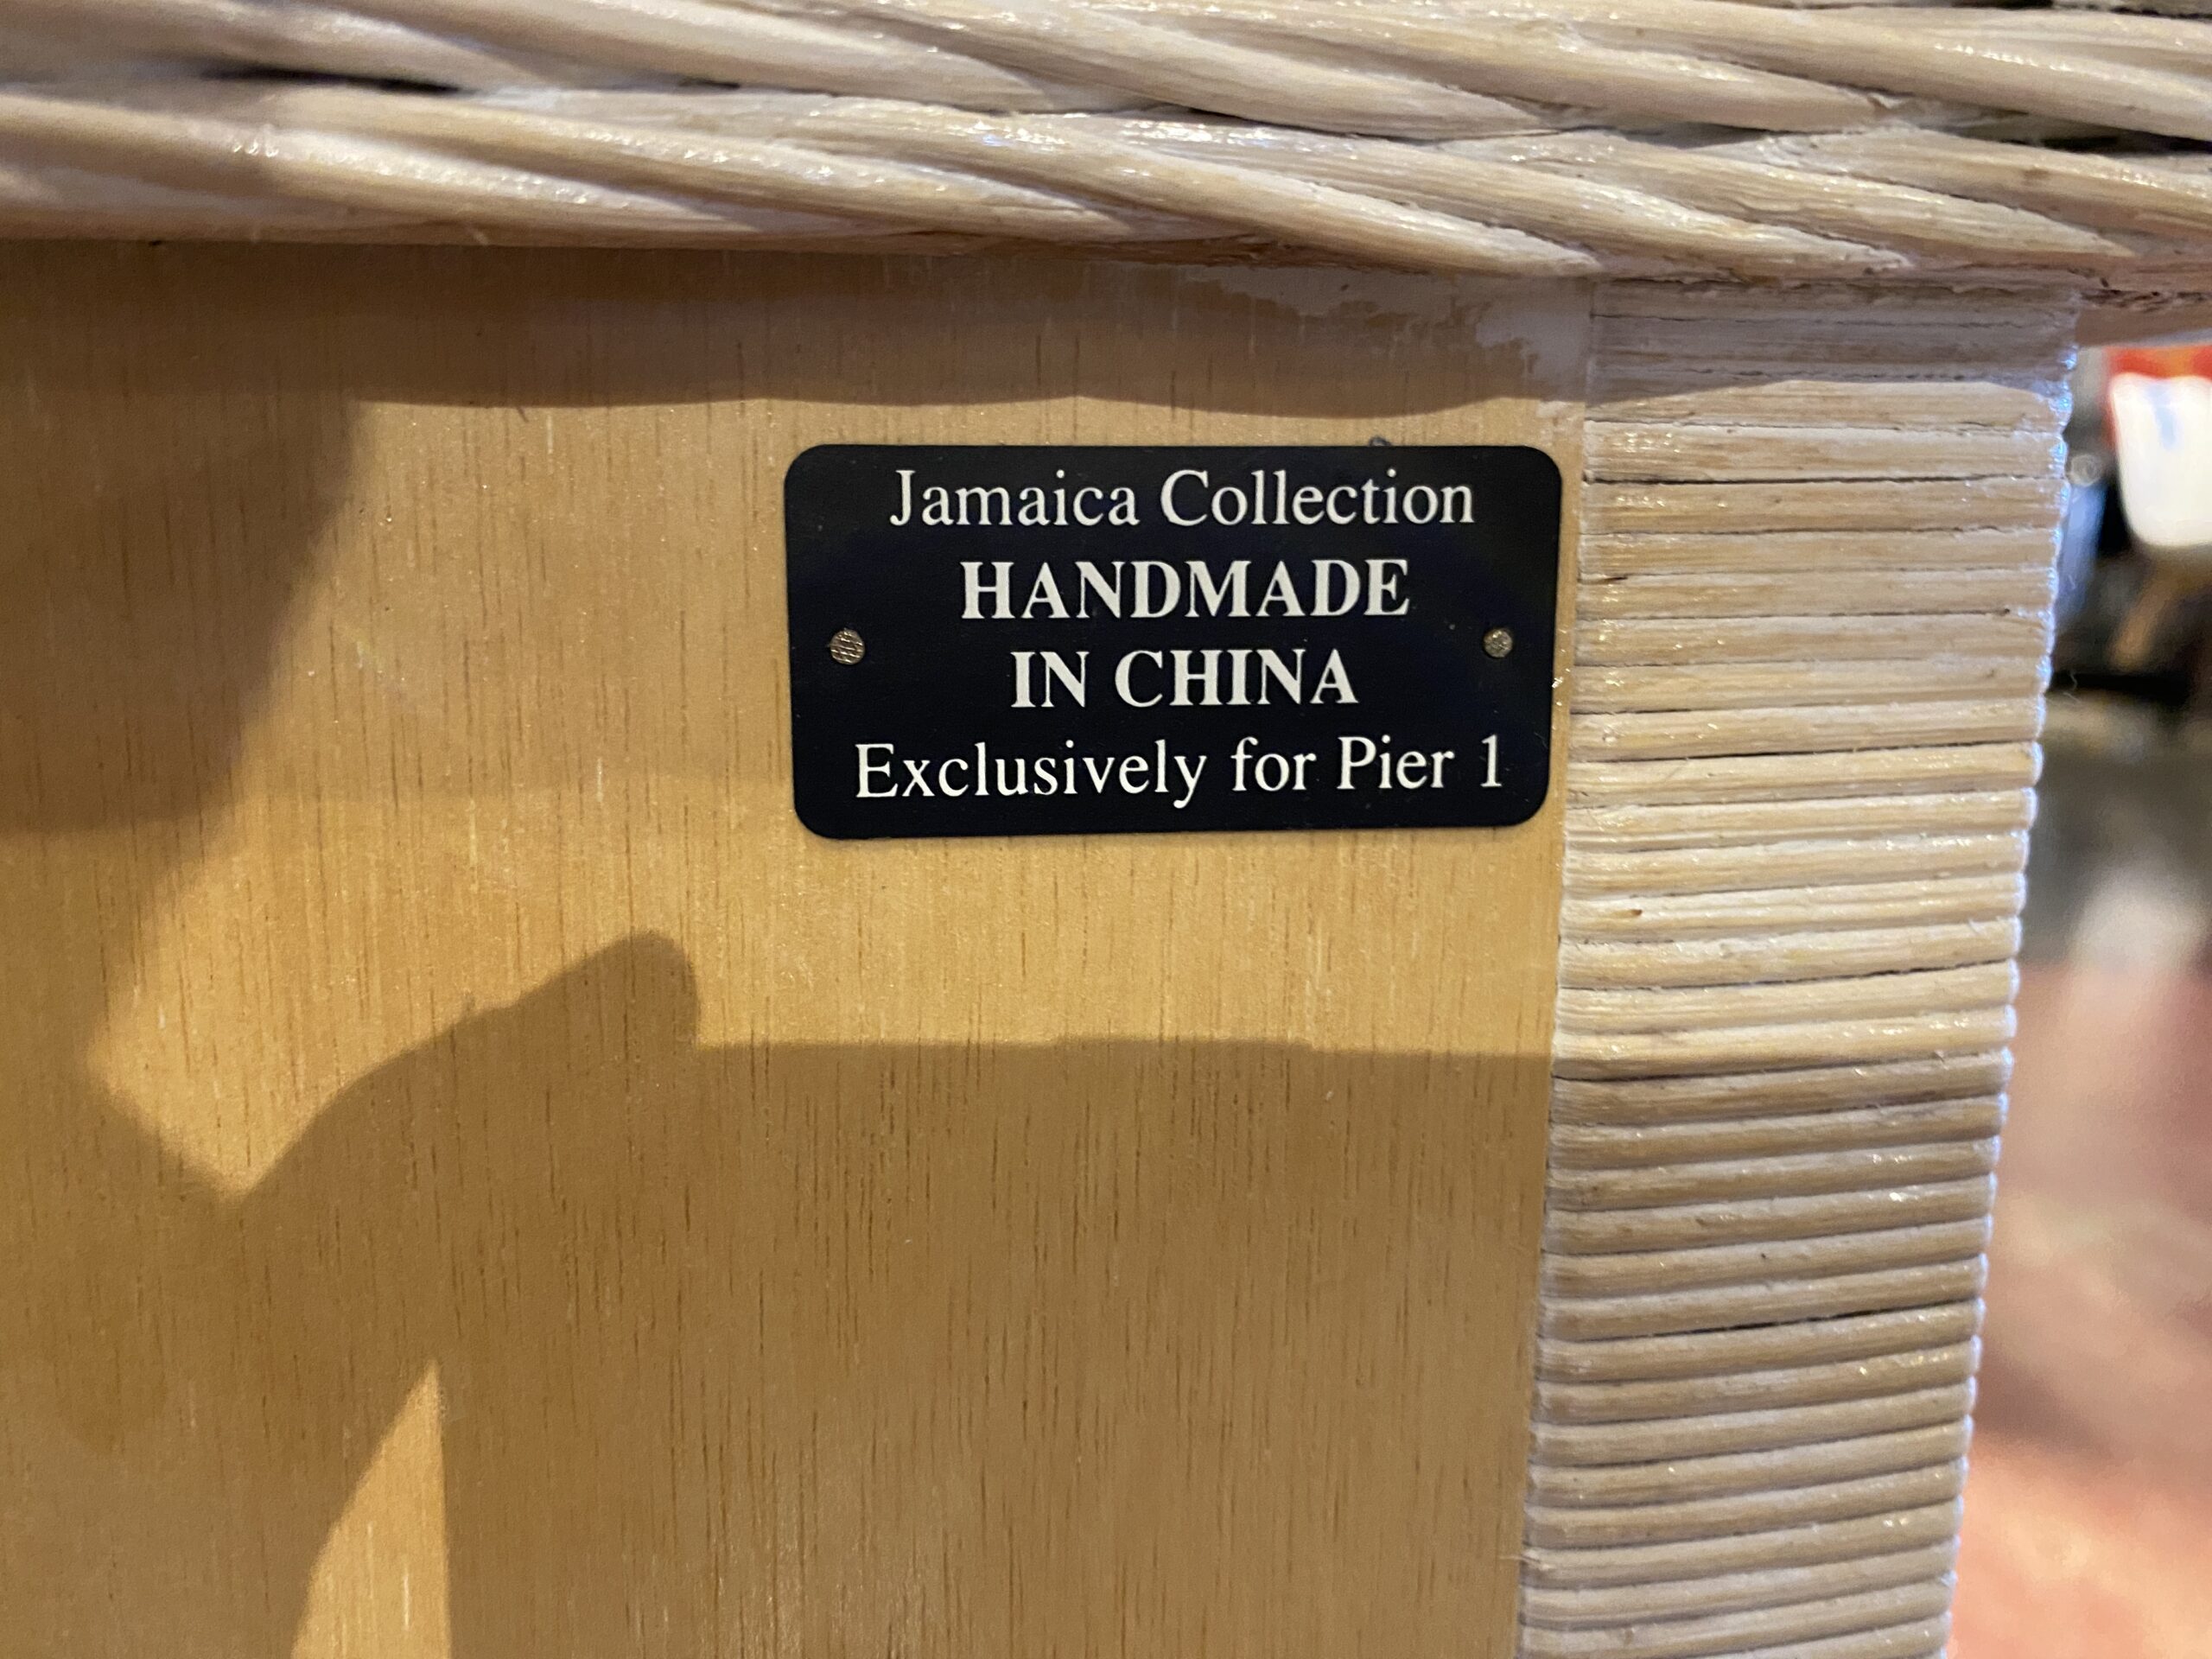 Jamaica Collection
HANDMADE
IN CHINA
Exclusively for Pier 1